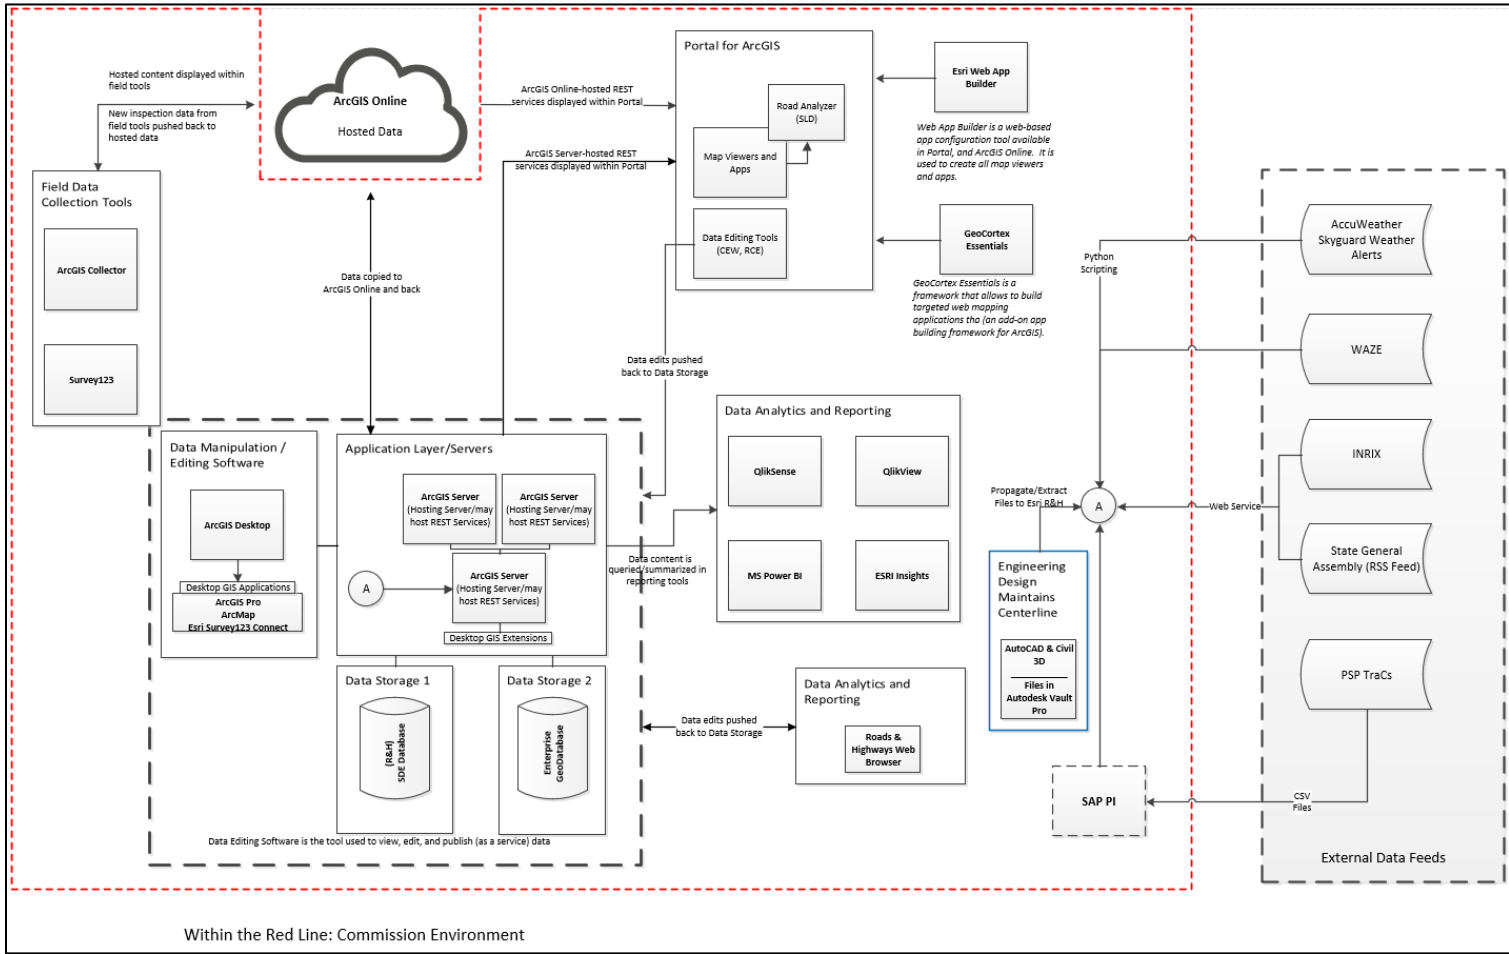 Hosted content displayed within
field tools
New inspection data from
field tools pushed back to
hosted data
ArcGIS Online
Hosted Data
ArcGIS Online-hosted REST
services displayed within Portal
ArcGIS Server-hosted REST
services displayed within Portal
Portal for ArcGIS
Road Analyzer
(SLD)
Map Viewers and
Apps
Data Editing Tools
(CEW, RCE)
Esri Web App
Builder
Web App Builder is a web-based
app configuration tool available
in Portal, and ArcGIS Online. It is
used to create all map viewers
and apps.
GeoCortex
Essentials
GeoCortex Essentials is a
framework that allows to build
targeted web mapping
applications tha (an add-on app
building framework for ArcGIS).
Field Data
Collection Tools
ArcGIS Collector
Survey123
Data copied to
ArcGIS Online and back
Data edits pushed
back to Data Storage
Python
Scripting
AccuWeather
Skyguard Weather
Alerts
WAZE
INRIX
State General
Assembly (RSS Feed)
PSP TraCs
External Data Feeds
Web Service
CSV
Files
Data Manipulation /
Editing Software
ArcGIS Desktop
Desktop GIS Applications
ArcGIS Pro
ArcMap
Esri Survey123 Connect
Application Layer/Servers
ArcGIS Server
(Hosting Server/may
host REST Services)
ArcGIS Server
(Hosting Server/may
host REST Services)
A
ArcGIS Server
(Hosting Server/may
host REST Services)
Desktop GIS Extensions
Data Storage 1
(R&H)
SDE Database
Data Storage 2
Enterprise
GeoDatabase
Data Editing Software is the tool used to view, edit, and publish (as a service) data
Data Analytics and Reporting
QlikSense
QlikView
MS Power BI
ESRI Insights
Data content is
queried/summarized in
reporting tools
Data Analytics and
Reporting
Roads &
Highways Web
Browser
Data edits pushed
back to Data Storage
Propagate/Extract
Files to Esri R&H
A
Engineering
Design
Maintains
Centerline
AutoCAD & Civil
3D
Files in
Autodesk Vault
Pro
SAP PI
Within the Red Line: Commission Environment